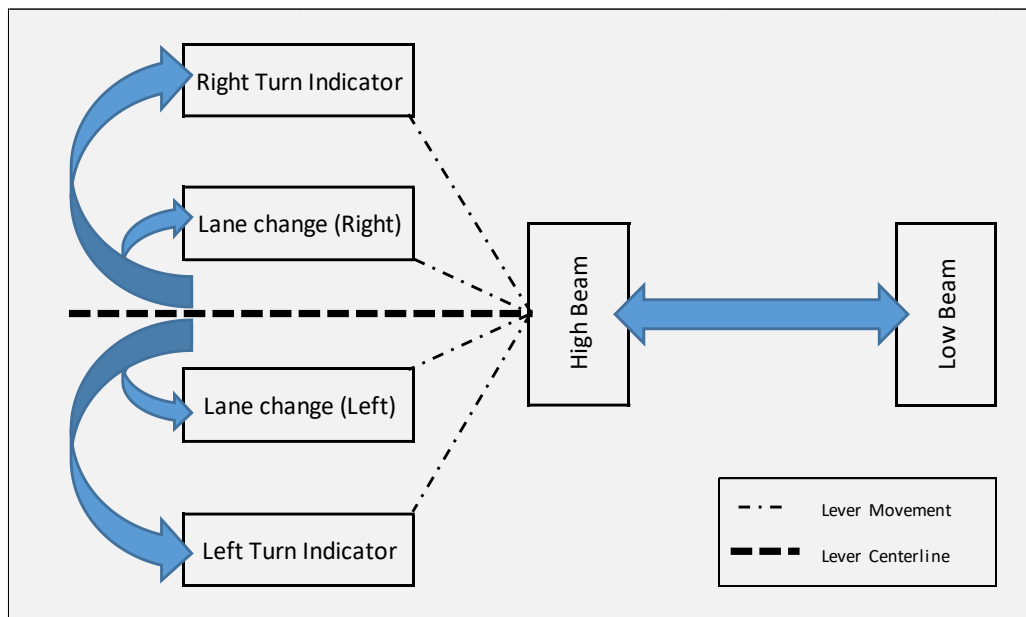 Right Turn Indicator
Lane change (Right)
Lane change (Left)
Left Turn Indicator
High Beam
Low Beam
Lever Movement
Lever Centerline